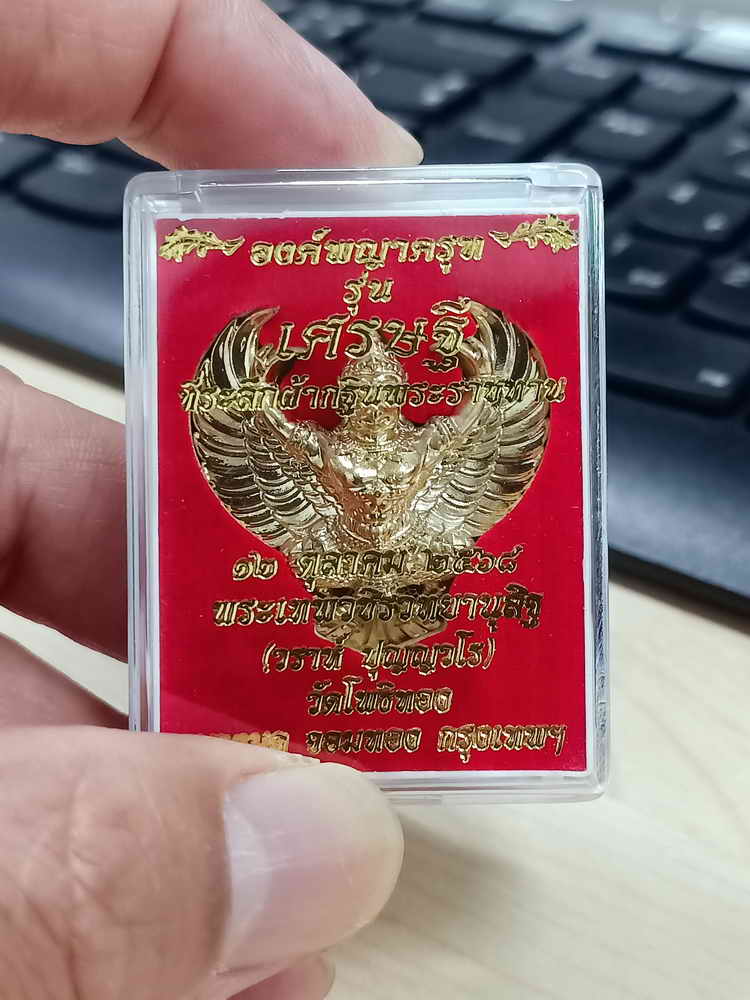 องค์พญาครุฑ
รุ่น
เศรษฐี
ที่ระลึกผ้ากฐินพระราชทาน
๑๒ ตุลาคม ๒๕๖๘
พระเทพวชิรวิทยานุสิฐ
(วราห์ ปุญฺญวโร)
วัดโพธิทอง
จอมทอง กรุงเทพฯ